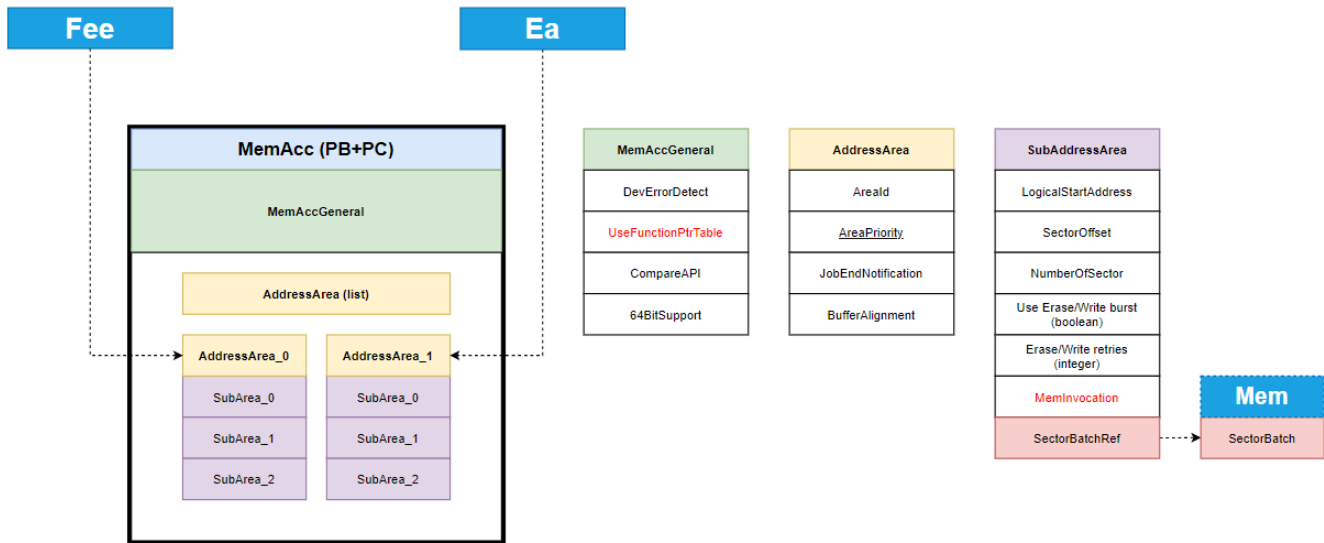 Fee
Ea
MemAcc (PB+PC)
MemAccGeneral
AddressArea (list)
AddressArea_0
AddressArea_1
SubArea_0
SubArea_0
SubArea_1
SubArea_1
SubArea_2
SubArea_2
MemAccGeneral
DevErrorDetect
UseFunctionPtrTable
CompareAPI
64BitSupport
AddressArea
AreaId
AreaPriority
JobEndNotification
BufferAlignment
SubAddressArea
LogicalStartAddress
SectorOffset
NumberOfSector
Use Erase/Write burst
(boolean)
Erase/Write retries
(integer)
MemInvocation
SectorBatchRef
Mem
SectorBatch